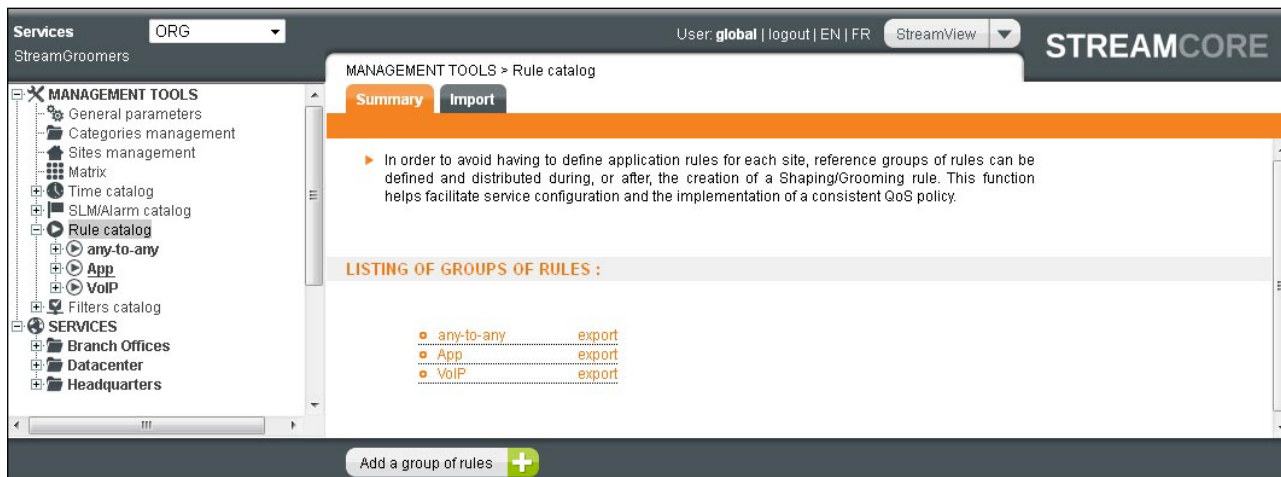 Services
ORG
StreamGroomers
User: global | logout | EN | FR
StreamView
STREAMCORE
MANAGEMENT TOOLS > Rule catalog
Summary
Import
MANAGEMENT TOOLS
General parameters
Categories management
Sites management
Matrix
Time catalog
SLM/Alarm catalog
Rule catalog
any-to-any
App
VoIP
Filters catalog
SERVICES
Branch Offices
Datacenter
Headquarters
In order to avoid having to define application rules for each site, reference groups of rules can be
defined and distributed during, or after, the creation of a Shaping/Grooming rule. This function
helps facilitate service configuration and the implementation of a consistent QoS policy.
LISTING OF GROUPS OF RULES :
any-to-any export
App export
VoIP export
Add a group of rules